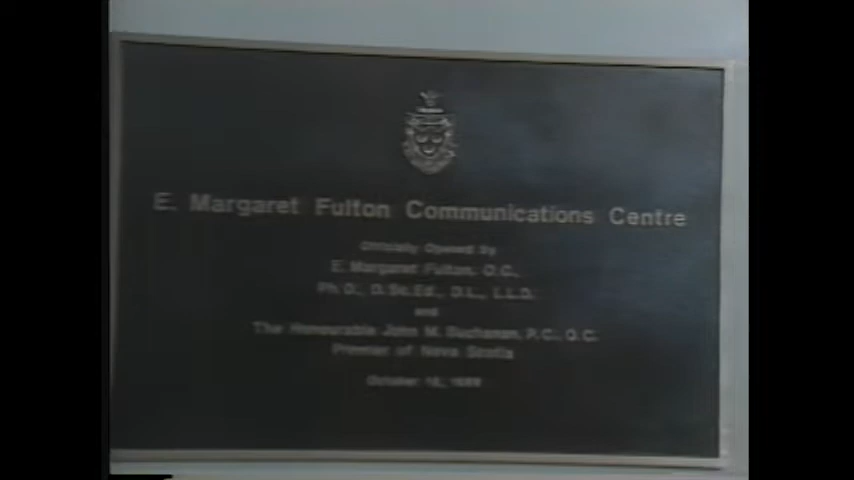 E. Margaret Fulton Communications Centre
Officially Opened by
E. Margaret Fulton, O.C.,
Ph.D., D.Sc.Ed., D.L., L.L.D.
and
The Honourable John M. Buchanan, P.C., Q.C.
Premier of Nova Scotia
October